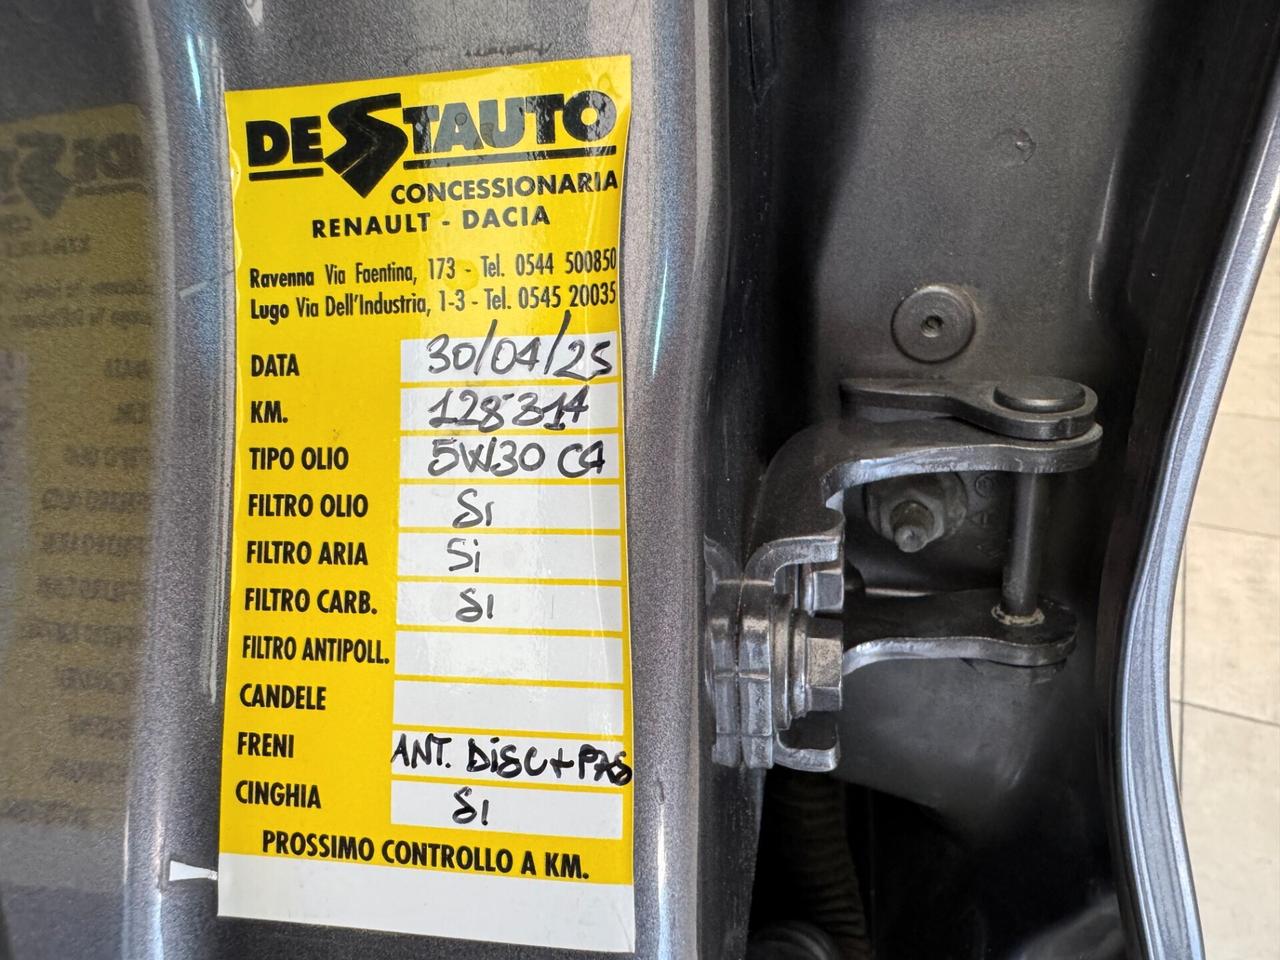 DESTAUTO
CONCESSIONARIA
RENAULT - DACIA
Ravenna Via Faentina, 173 - Tel. 0544 500850
Lugo Via Dell'Industria, 1-3 - Tel. 0545 20035
DATA 30/04/25
KM. 128314
TIPO OLIO 5W30 C4
FILTRO OLIO Si
FILTRO ARIA Si
FILTRO CARB. Si
FILTRO ANTIPOLL.
CANDELE
FRENI ANT. DiSC+PAS
CINGHIA Si
PROSSIMO CONTROLLO A KM.